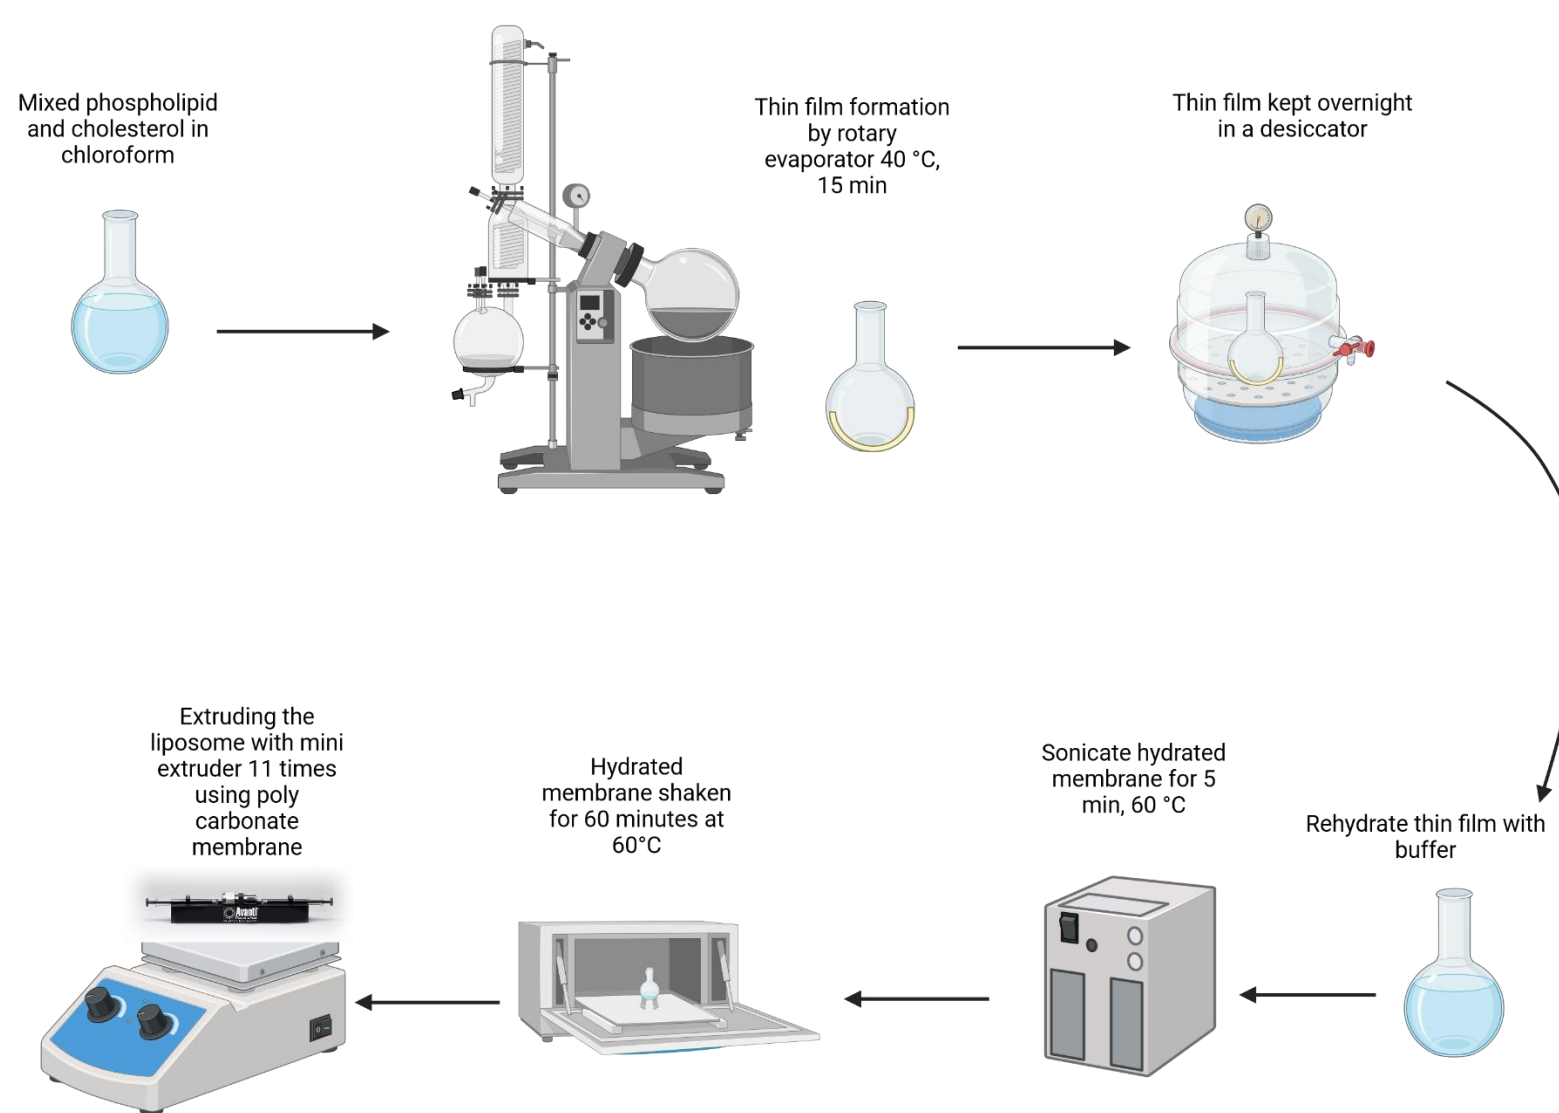 Mixed phospholipid
and cholesterol in
chloroform
Thin film formation
by rotary
evaporator 40 °C,
15 min
Thin film kept overnight
in a desiccator
Rehydrate thin film with
buffer
Sonicate hydrated
membrane for 5
min, 60 °C
Hydrated
membrane shaken
for 60 minutes at
60°C
Extruding the
liposome with mini
extruder 11 times
using poly
carbonate
membrane
Avanti